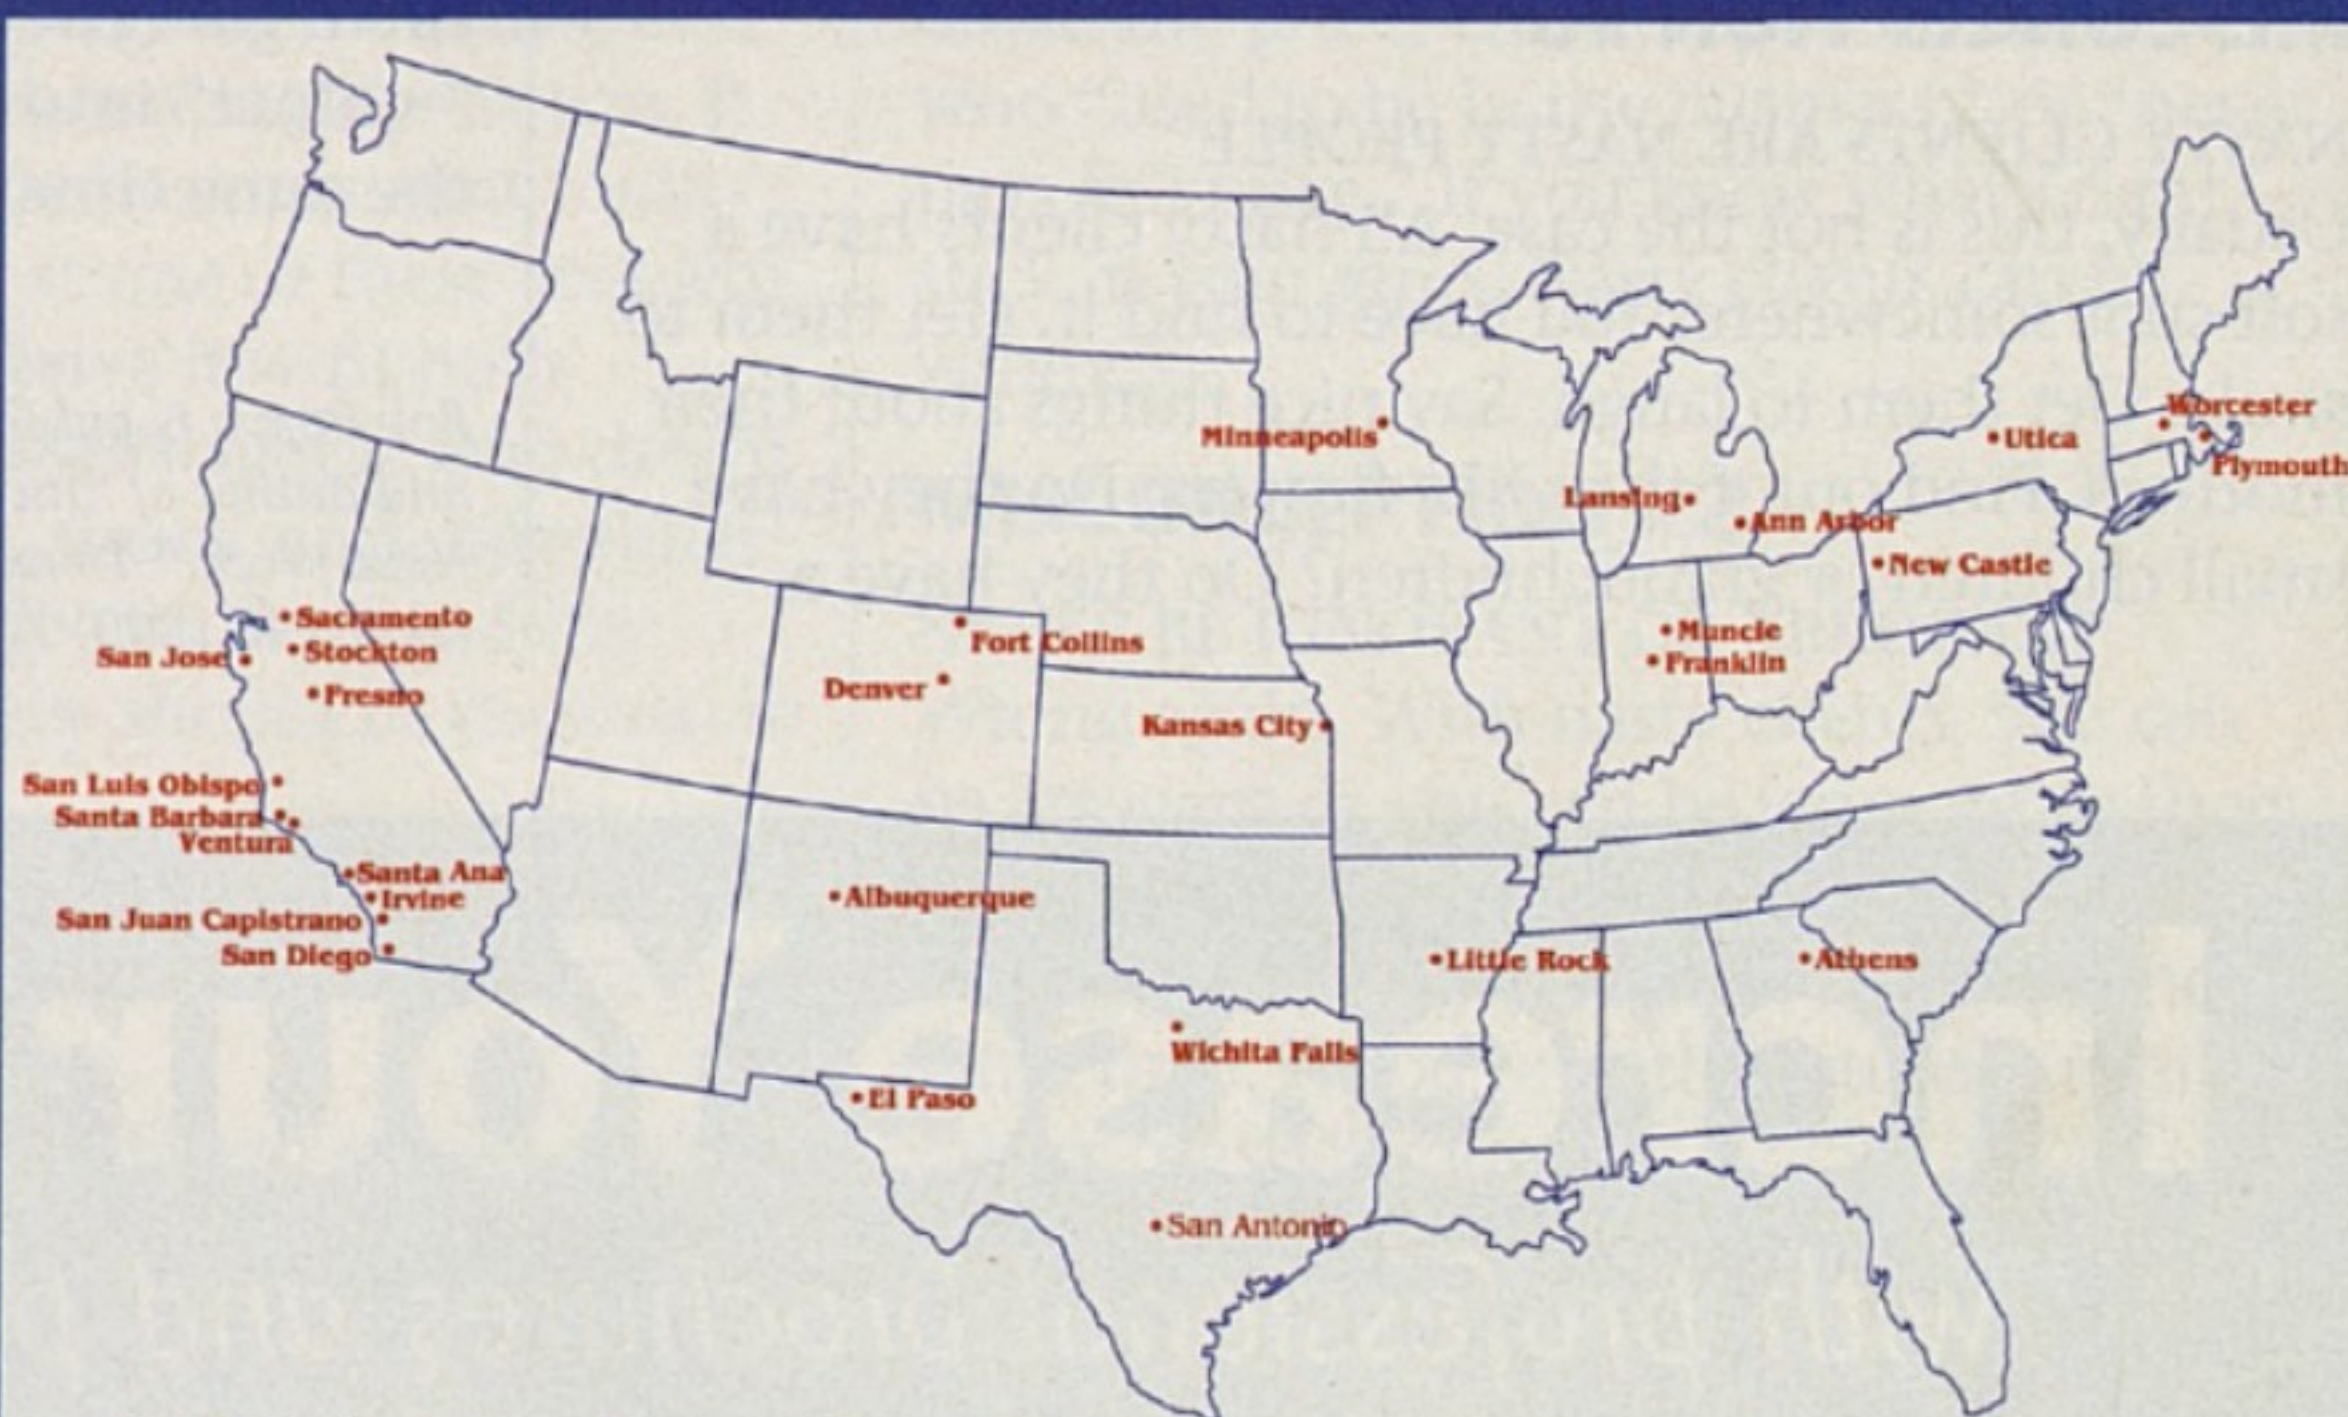 Worcester
Minneapolis
Utica
Plymouth
Lansing
Ann Arbor
New Castle
Sacramento
Muncie
Fort Collins
Stockton
San Jose
Franklin
Denver
Fresno
Kansas City
San Luis Obispo
Santa Barbara
Ventura
Santa Ana
Irvine
Albuquerque
San Juan Capistrano
San Diego
Little Rock
Athens
Wichita Falls
El Paso
San Antonio